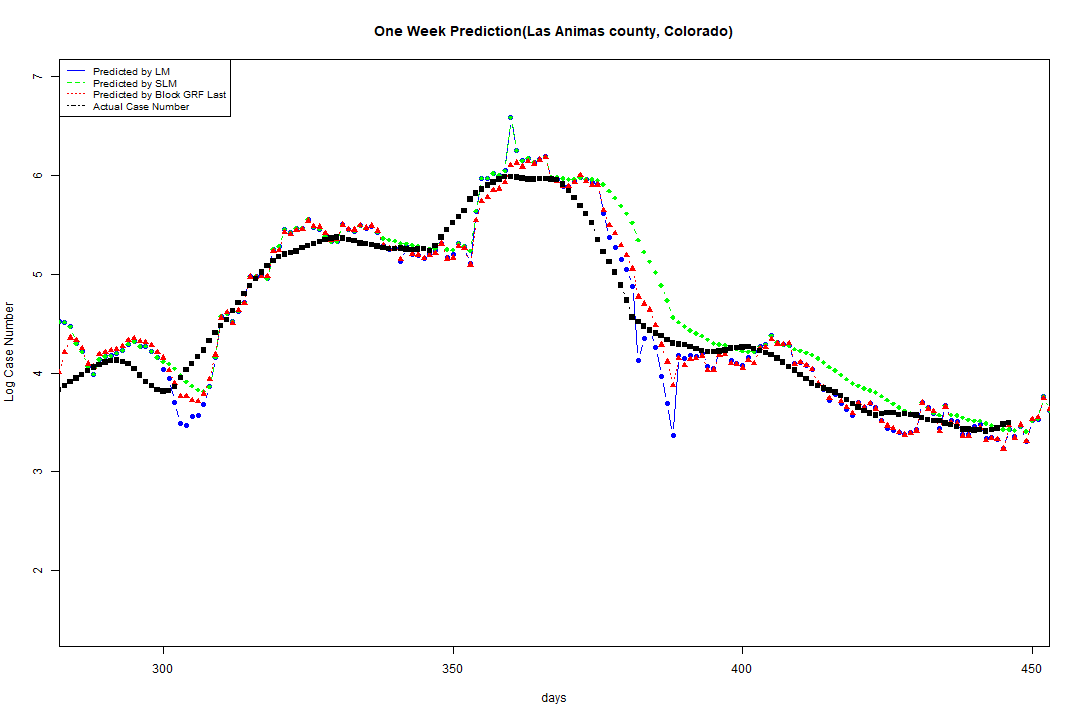 One Week Prediction(Las Animas county, Colorado)
Predicted by LM
Predicted by SLM
Predicted by Block GRF Last
Actual Case Number
7
6
5
4
3
2
Log Case Number
300
350
400
450
days